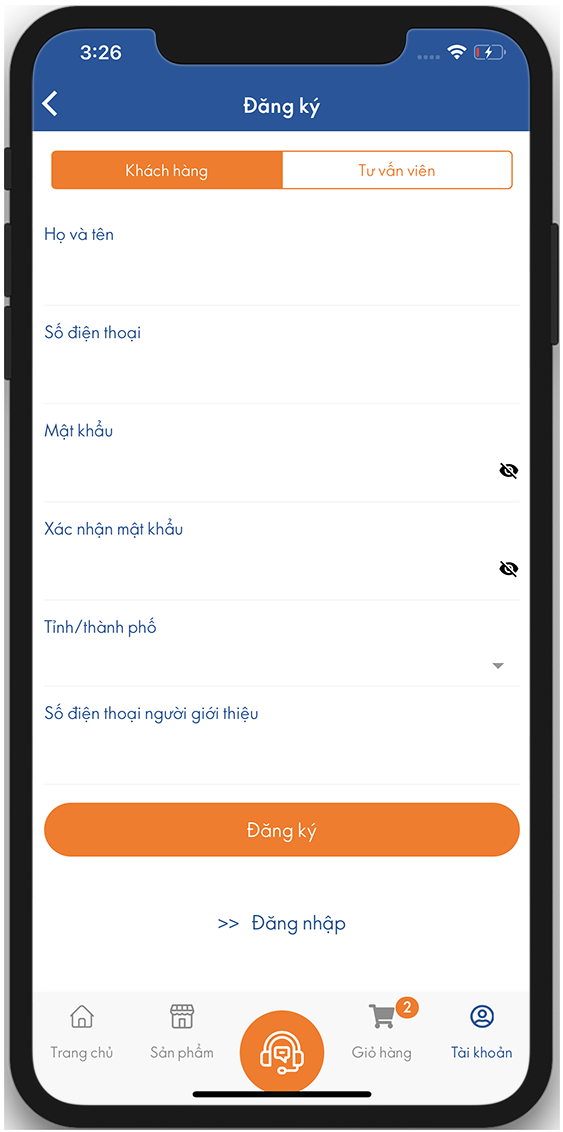 3:26
Đăng ký
Khách hàng
Tư vấn viên
Họ và tên
Số điện thoại
Mật khẩu
Xác nhận mật khẩu
Tỉnh/thành phố
Số điện thoại người giới thiệu
Đăng ký
>> Đăng nhập
2
Trang chủ
Sản phẩm
Giỏ hàng
Tài khoản